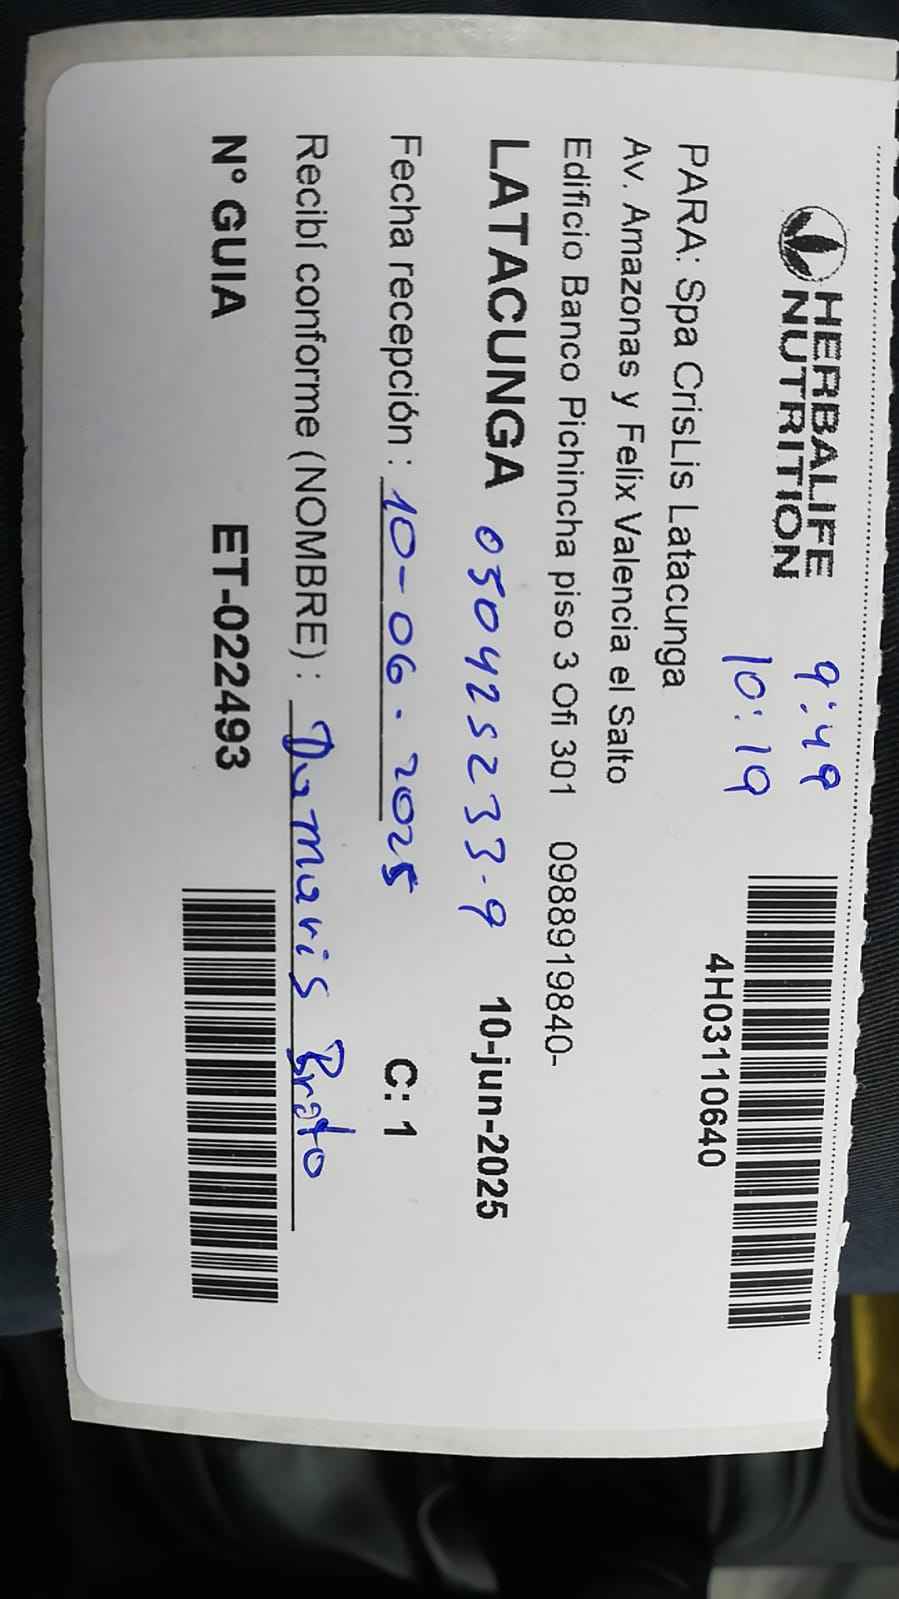 HERBALIFE
NUTRITION
9:49
10:19
4H03110640
PARA: Spa CrisLis Latacunga
Av. Amazonas y Felix Valencia el Salto
Edificio Banco Pichincha piso 3 Ofi 301 0988919840-
LATACUNGA 050425233-9 10-jun-2025
Fecha recepción : 10-06-2025 C: 1
Recibí conforme (NOMBRE) : Damaris Brato
N° GUIA ET-022493